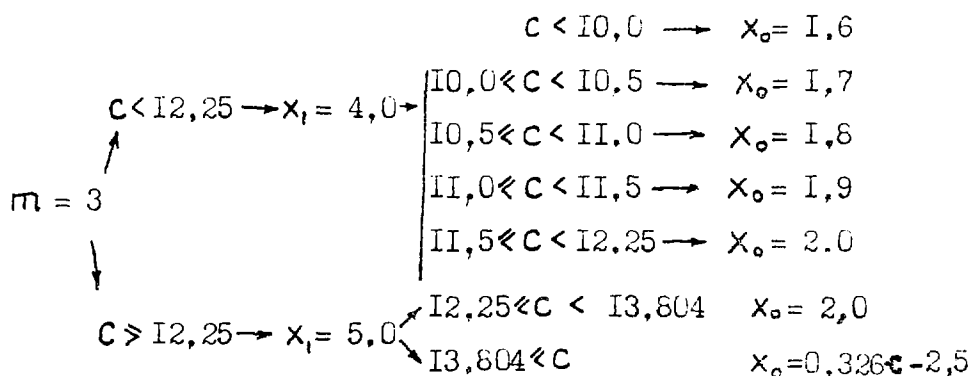 c < I0,0 → x₀ = I,6
c < I2,25 → x₁ = 4,0 → I0,0 ⩽ c < I0,5 → x₀ = I,7
I0,5 ⩽ c < II.0 → x₀ = I,8
m = 3
II,0 ⩽ c < II,5 → x₀ = I,9
II,5 ⩽ c < I2.25 → x₀ = 2.0
c ⩾ I2,25 → x₁ = 5,0
I2,25 ⩽ c < I3,804 x₀ = 2,0
I3,804 ⩽ c x₀ = 0,326c - 2,5